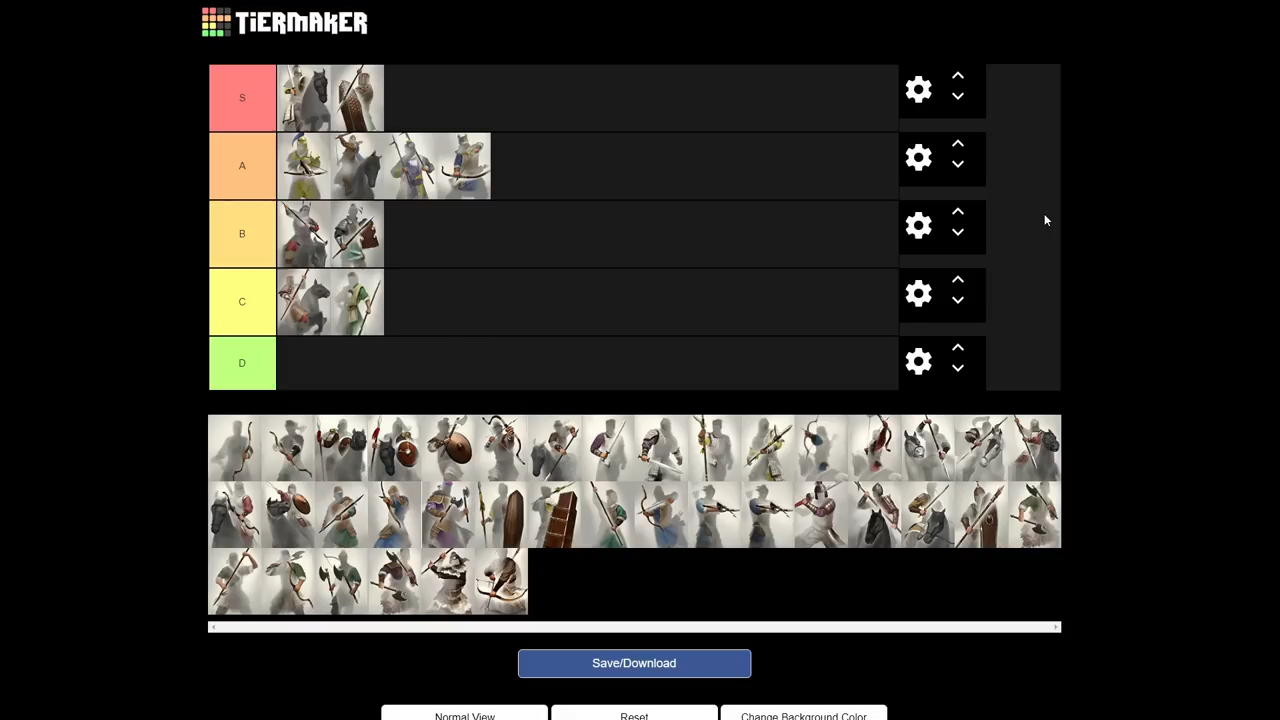 TIERMAKER
S
A
B
C
D
Save/Download
Normal View
Reset
Change Background Color